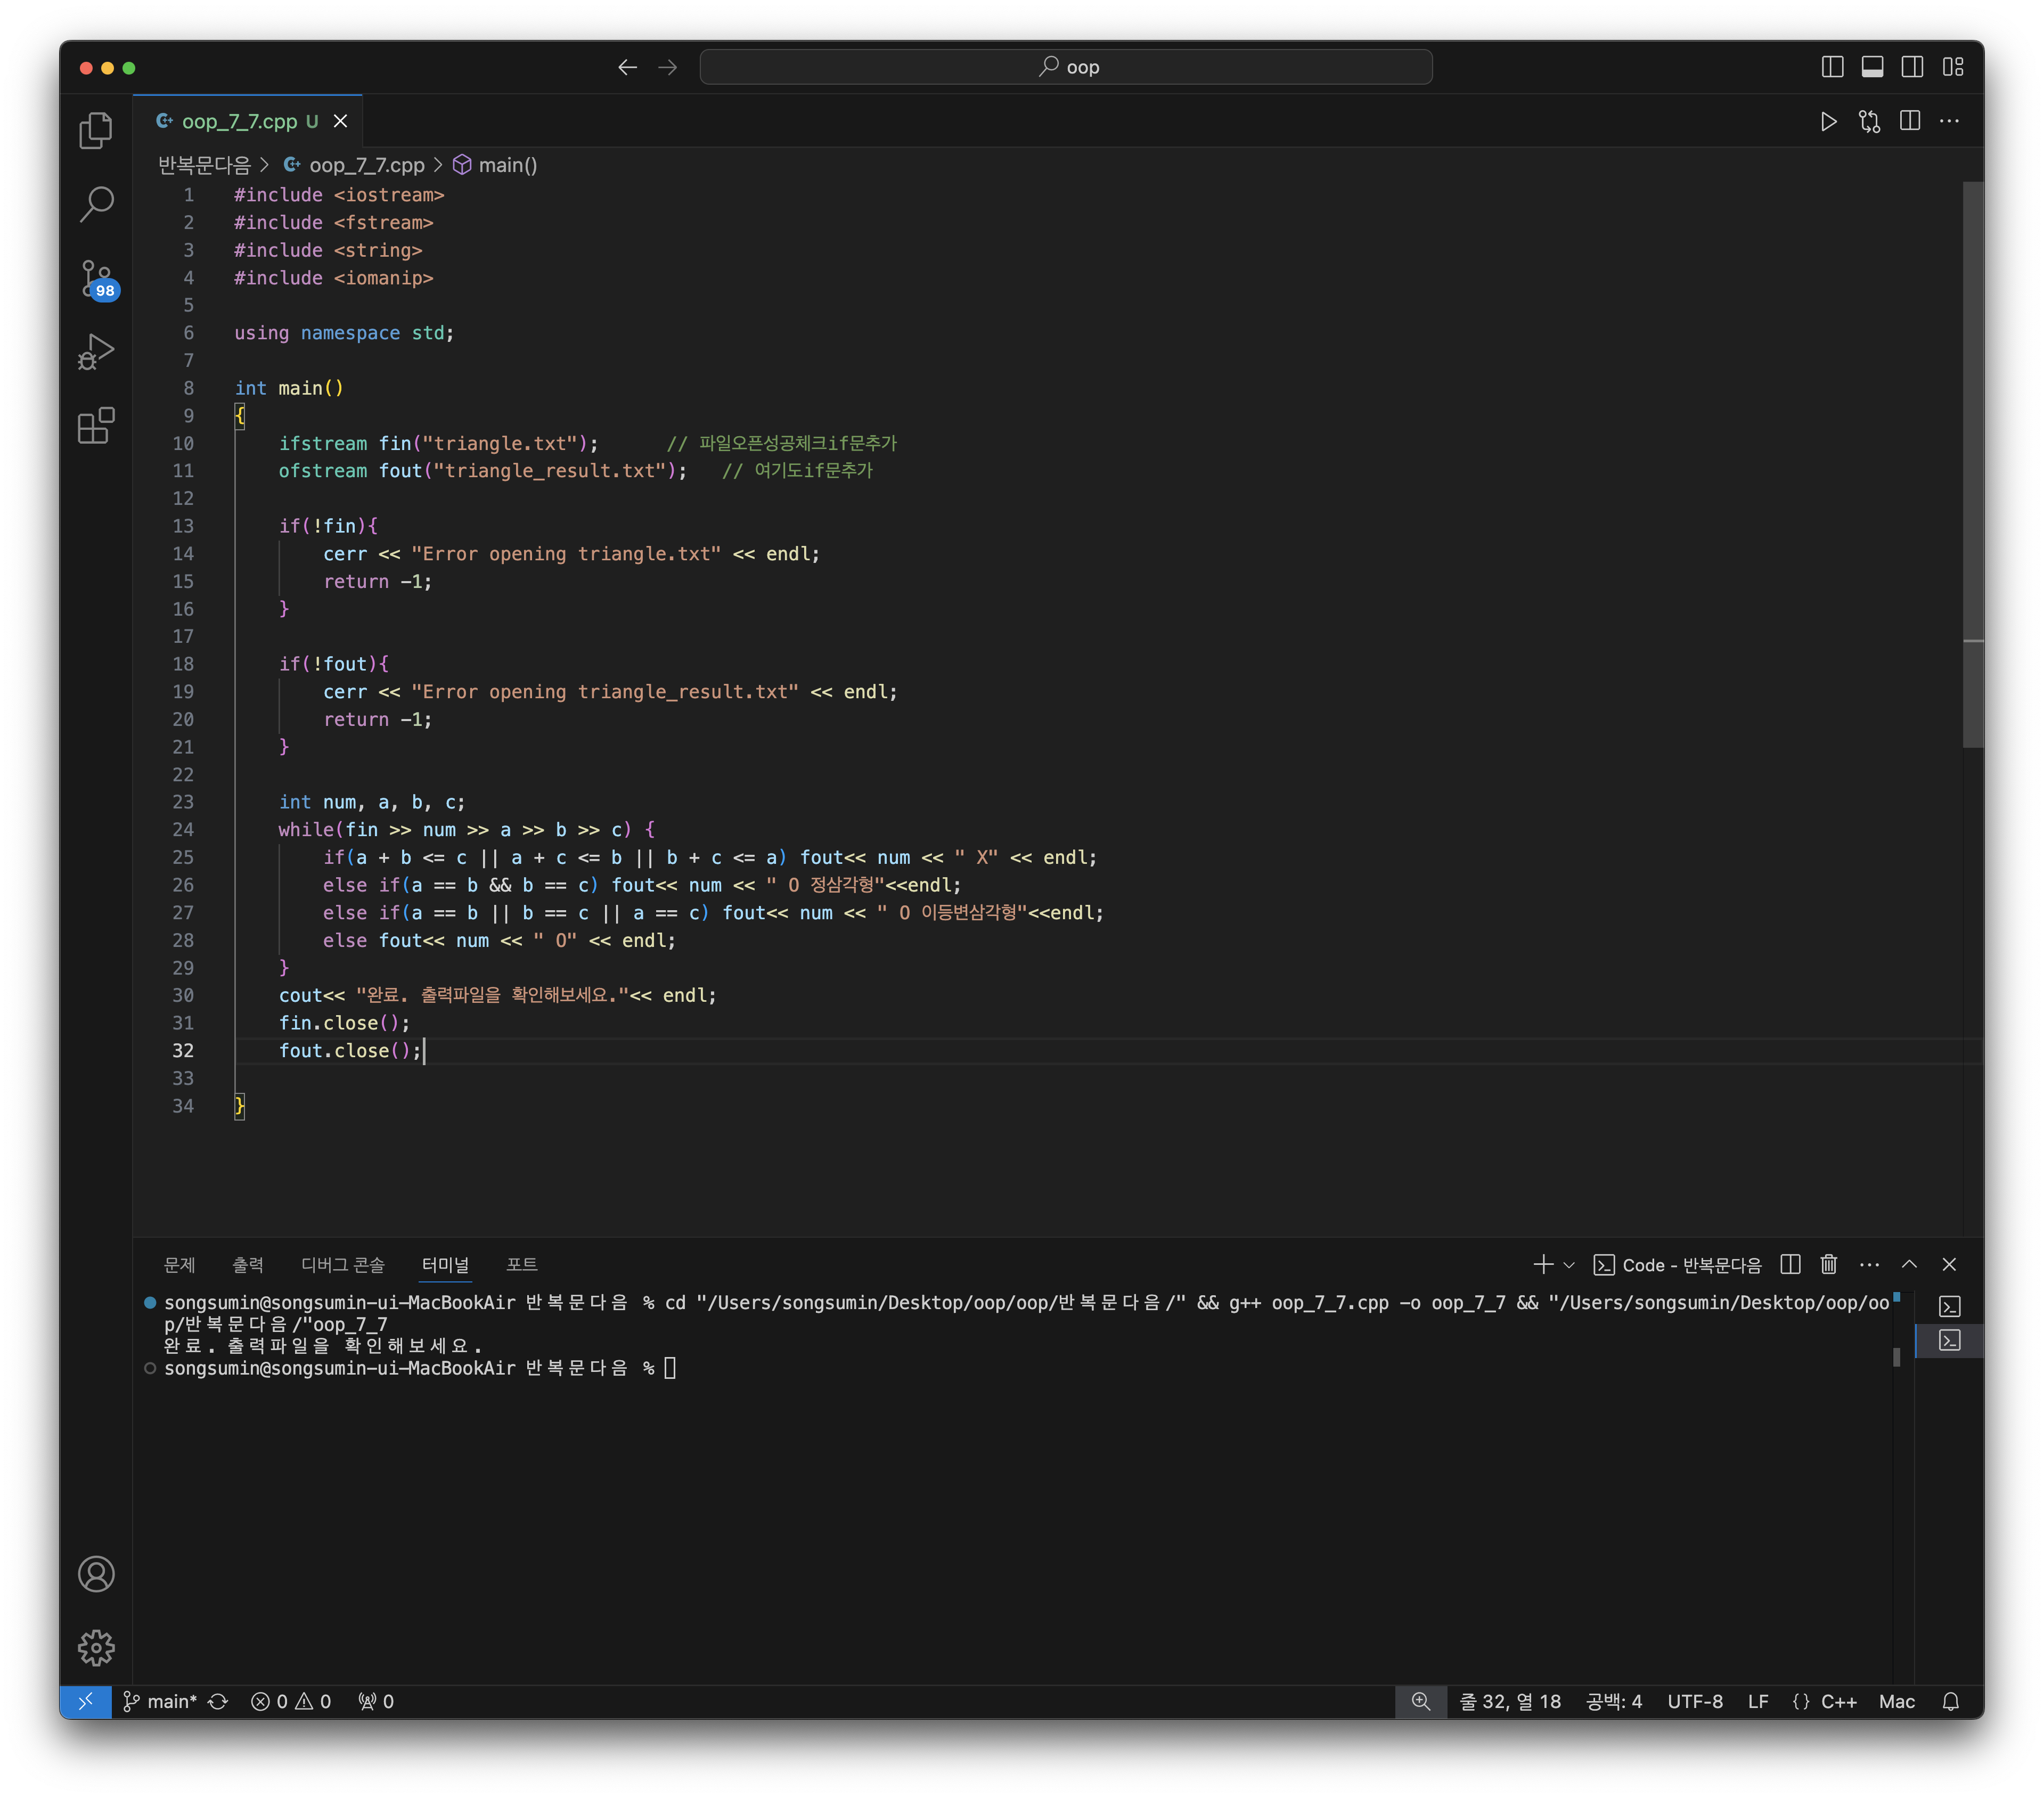 oop
oop_7_7.cpp U
반복문다음 > oop_7_7.cpp > main()
98
1 #include <iostream>
2 #include <fstream>
3 #include <string>
4 #include <iomanip>
5
6 using namespace std;
7
8 int main()
9 {
10     ifstream fin("triangle.txt");      // 파일오픈성공체크if문추가
11     ofstream fout("triangle_result.txt");   // 여기도if문추가
12
13     if(!fin){
14         cerr << "Error opening triangle.txt" << endl;
15         return -1;
16     }
17
18     if(!fout){
19         cerr << "Error opening triangle_result.txt" << endl;
20         return -1;
21     }
22
23     int num, a, b, c;
24     while(fin >> num >> a >> b >> c) {
25         if(a + b <= c || a + c <= b || b + c <= a) fout<< num << " X" << endl;
26         else if(a == b && b == c) fout<< num << " O 정삼각형"<<endl;
27         else if(a == b || b == c || a == c) fout<< num << " O 이등변삼각형"<<endl;
28         else fout<< num << " O" << endl;
29     }
30     cout<< "완료. 출력파일을 확인해보세요."<< endl;
31     fin.close();
32     fout.close();
33
34 }
문제 출력 디버그 콘솔 터미널 포트 Code - 반복문다음
songsumin@songsumin-ui-MacBookAir 반복문다음 % cd "/Users/songsumin/Desktop/oop/oop/반복문다음/" && g++ oop_7_7.cpp -o oop_7_7 && "/Users/songsumin/Desktop/oop/oo
p/반복문다음/"oop_7_7
완료. 출력파일을 확인해보세요.
songsumin@songsumin-ui-MacBookAir 반복문다음 %
main* 0 0 0 줄 32, 열 18 공백: 4 UTF-8 LF {} C++ Mac